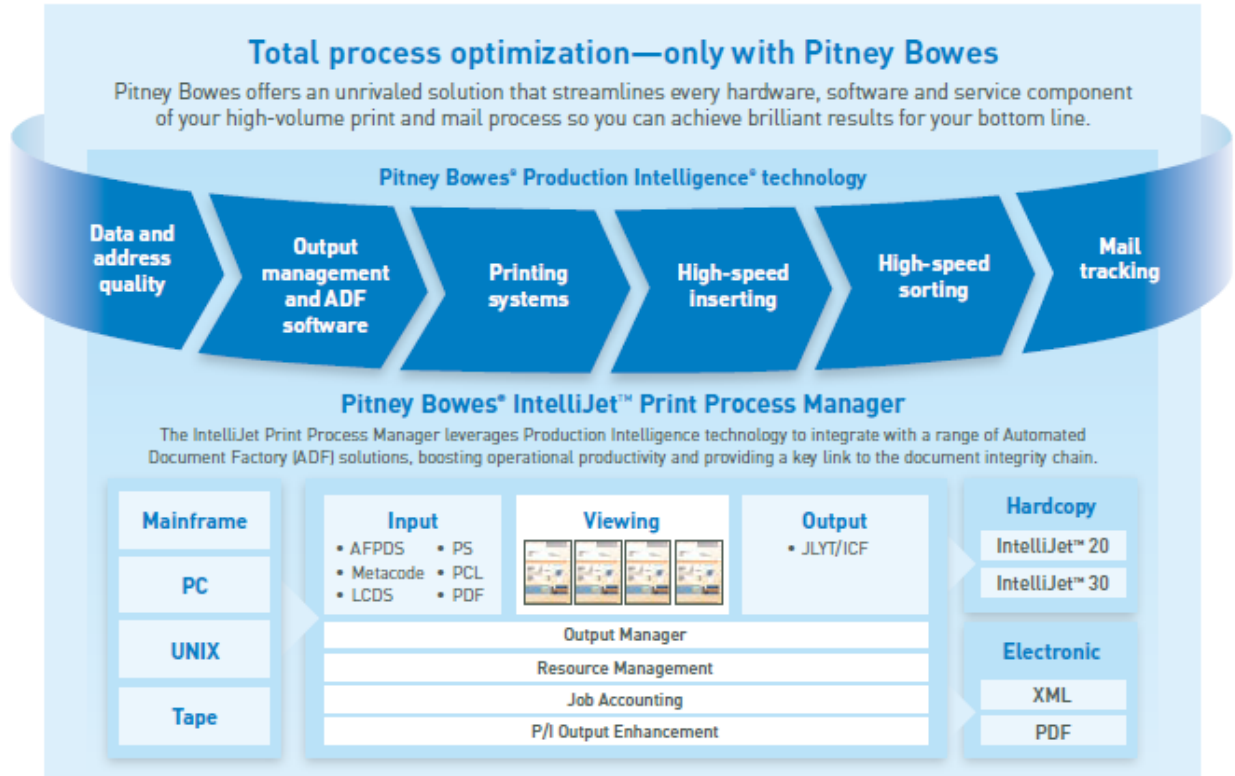 Total process optimization—only with Pitney Bowes
Pitney Bowes offers an unrivaled solution that streamlines every hardware, software and service component
of your high-volume print and mail process so you can achieve brilliant results for your bottom line.
Pitney Bowes® Production Intelligence® technology
Data and
address
quality
Output
management
and ADF
software
Printing
systems
High-speed
inserting
High-speed
sorting
Mail
tracking
Pitney Bowes® IntelliJet™ Print Process Manager
The IntelliJet Print Process Manager leverages Production Intelligence technology to integrate with a range of Automated
Document Factory (ADF) solutions, boosting operational productivity and providing a key link to the document integrity chain.
Mainframe
PC
UNIX
Tape
Input
• AFPDS
• Metacode
• LCDS
• PS
• PCL
• PDF
Viewing
Output
• JLYT/ICF
Output Manager
Resource Management
Job Accounting
P/I Output Enhancement
Hardcopy
IntelliJet™ 20
IntelliJet™ 30
Electronic
XML
PDF